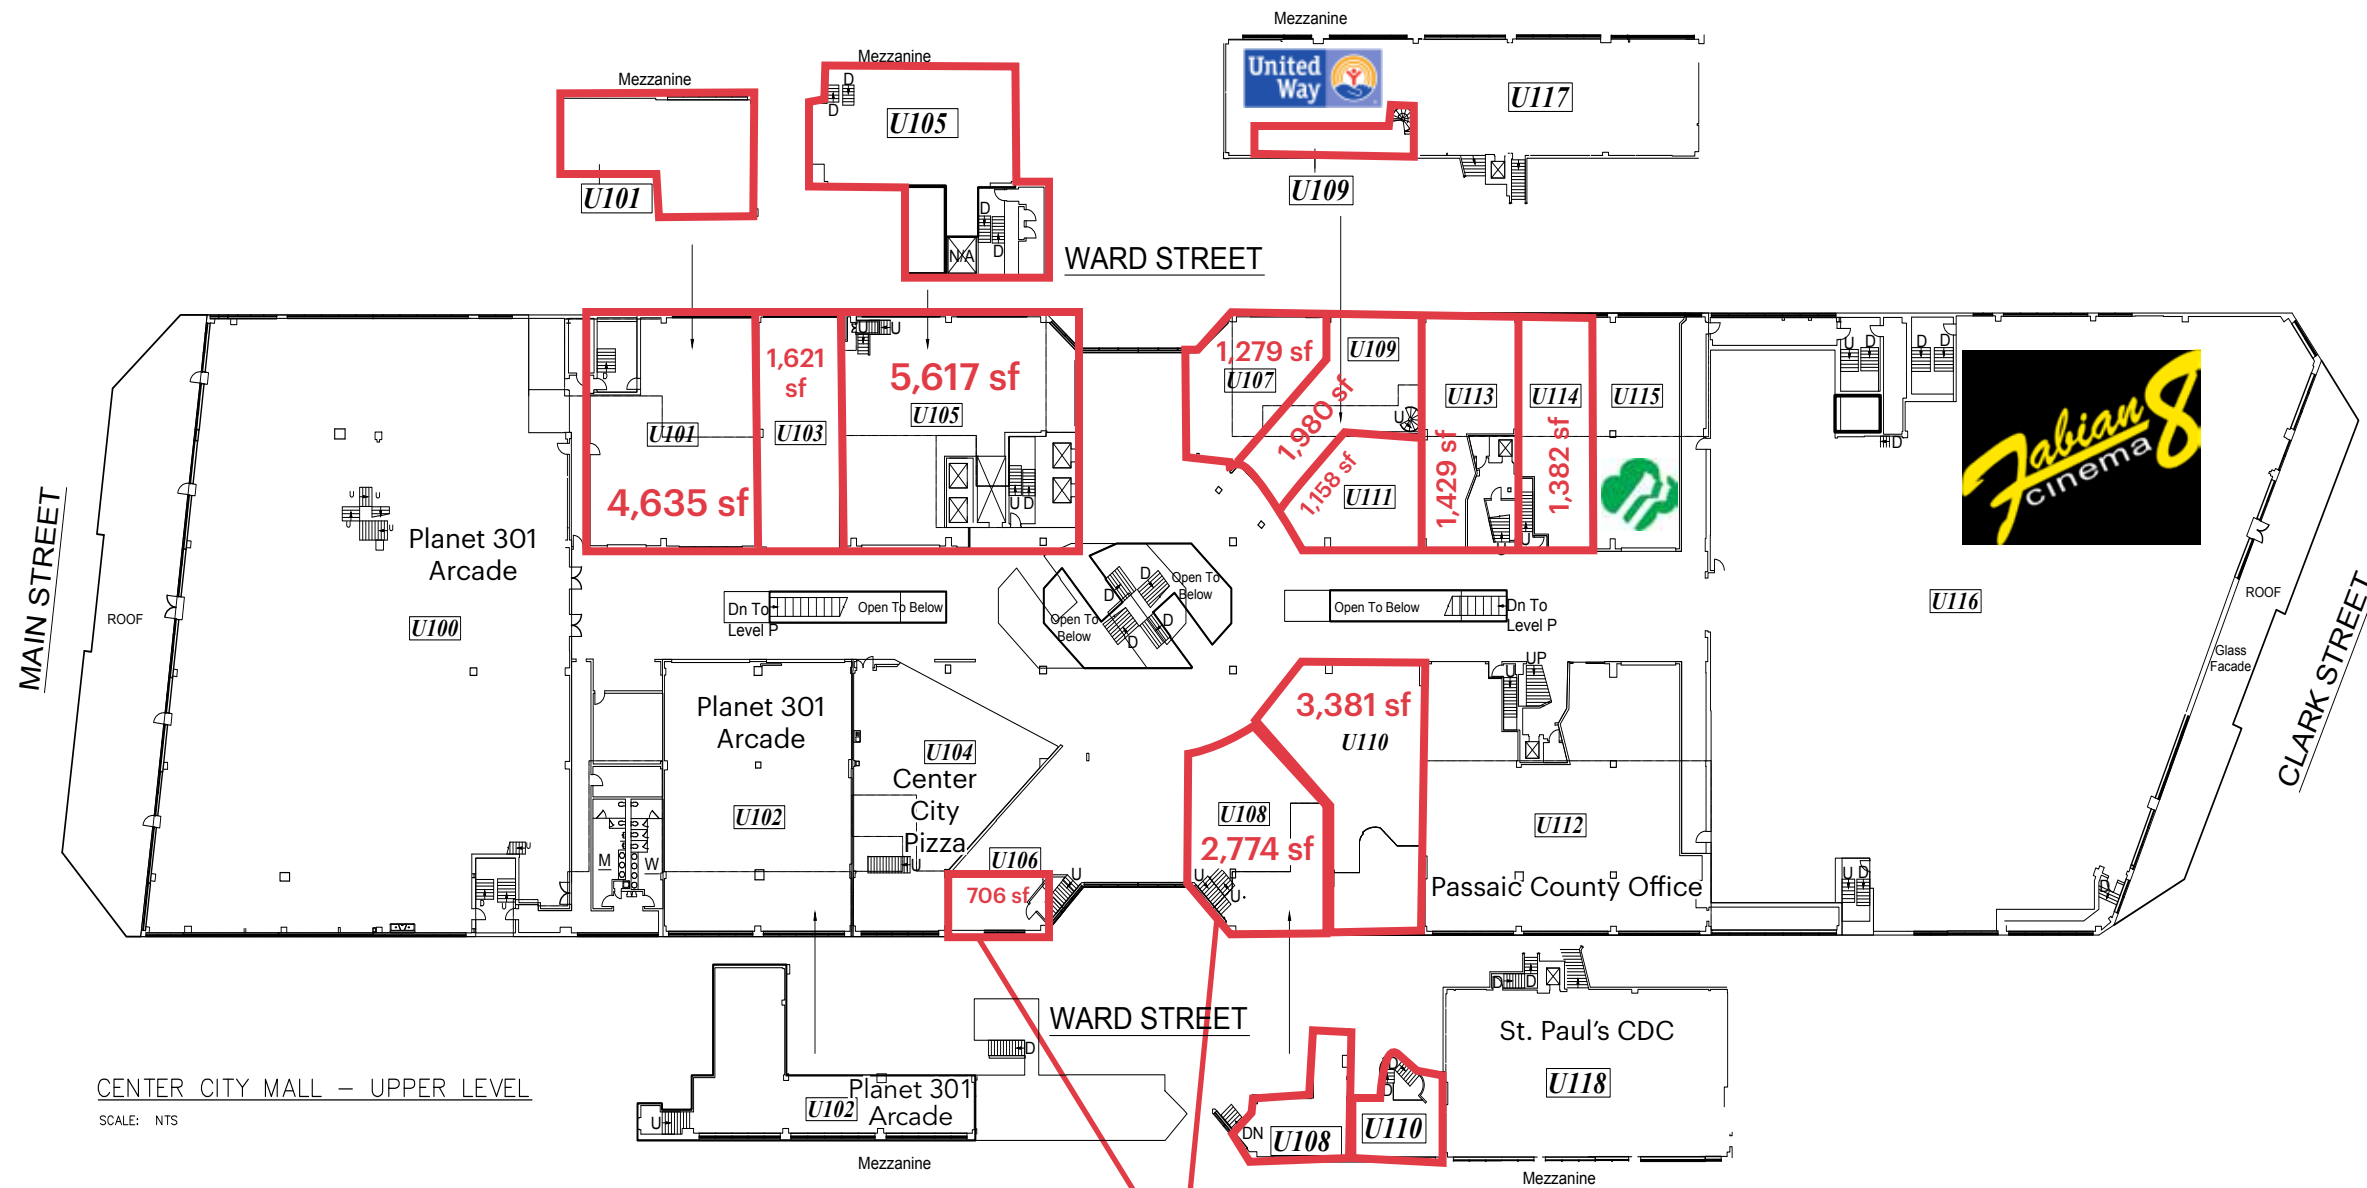 Mezzanine
Mezzanine
Mezzanine
United
Way
U117
D
D
U105
U101
U109
D
D
N/A
WARD STREET
1,279 sf
U107
U109
1,621
sf
5,617 sf
U105
U U
U101
U103
4,635 sf
1,980 sf
U
1,158 sf
U111
U113
1,429 sf
U114
1,382 sf
U115
U
U
U D
U D
D D
D
Fabian 8
cinema
MAIN STREET
ROOF
Planet 301
Arcade
U100
U
U
U
U
Dn To
Level P
Open To Below
Open To
Below
Open To
Below
D
D
D
D
Open To Below
Dn To
Level P
U116
ROOF
Glass
Facade
CLARK STREET
Planet 301
Arcade
U102
U104
Center
City
Pizza
U
U106
706 sf
U
M
W
U
D D
3,381 sf
U110
U108
2,774 sf
U
U
UP
U
U112
Passaic County Office
U D
D
WARD STREET
D
CENTER CITY MALL – UPPER LEVEL
SCALE: NTS
Planet 301
Arcade
U102
U
Mezzanine
DN
U108
D
D
U110
D D
St. Paul's CDC
U118
Mezzanine